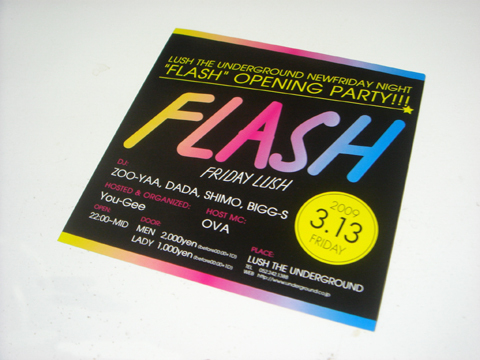 LUSH THE UNDERGROUND NEWFRIDAY NIGHT
"FLASH" OPENING PARTY!!!
FLASH
FRIDAY LUSH
DJ:
ZOO-YAA, DADA, SHIMO, BIGG-S
HOSTED & ORGANIZED:
You-Gee
HOST MC:
OVA
OPEN:
22:00-MID
DOOR:
MEN 2,000yen
LADY 1,000yen
2009
3.13
FRIDAY
PLACE:
LUSH THE UNDERGROUND
TEL
WEB